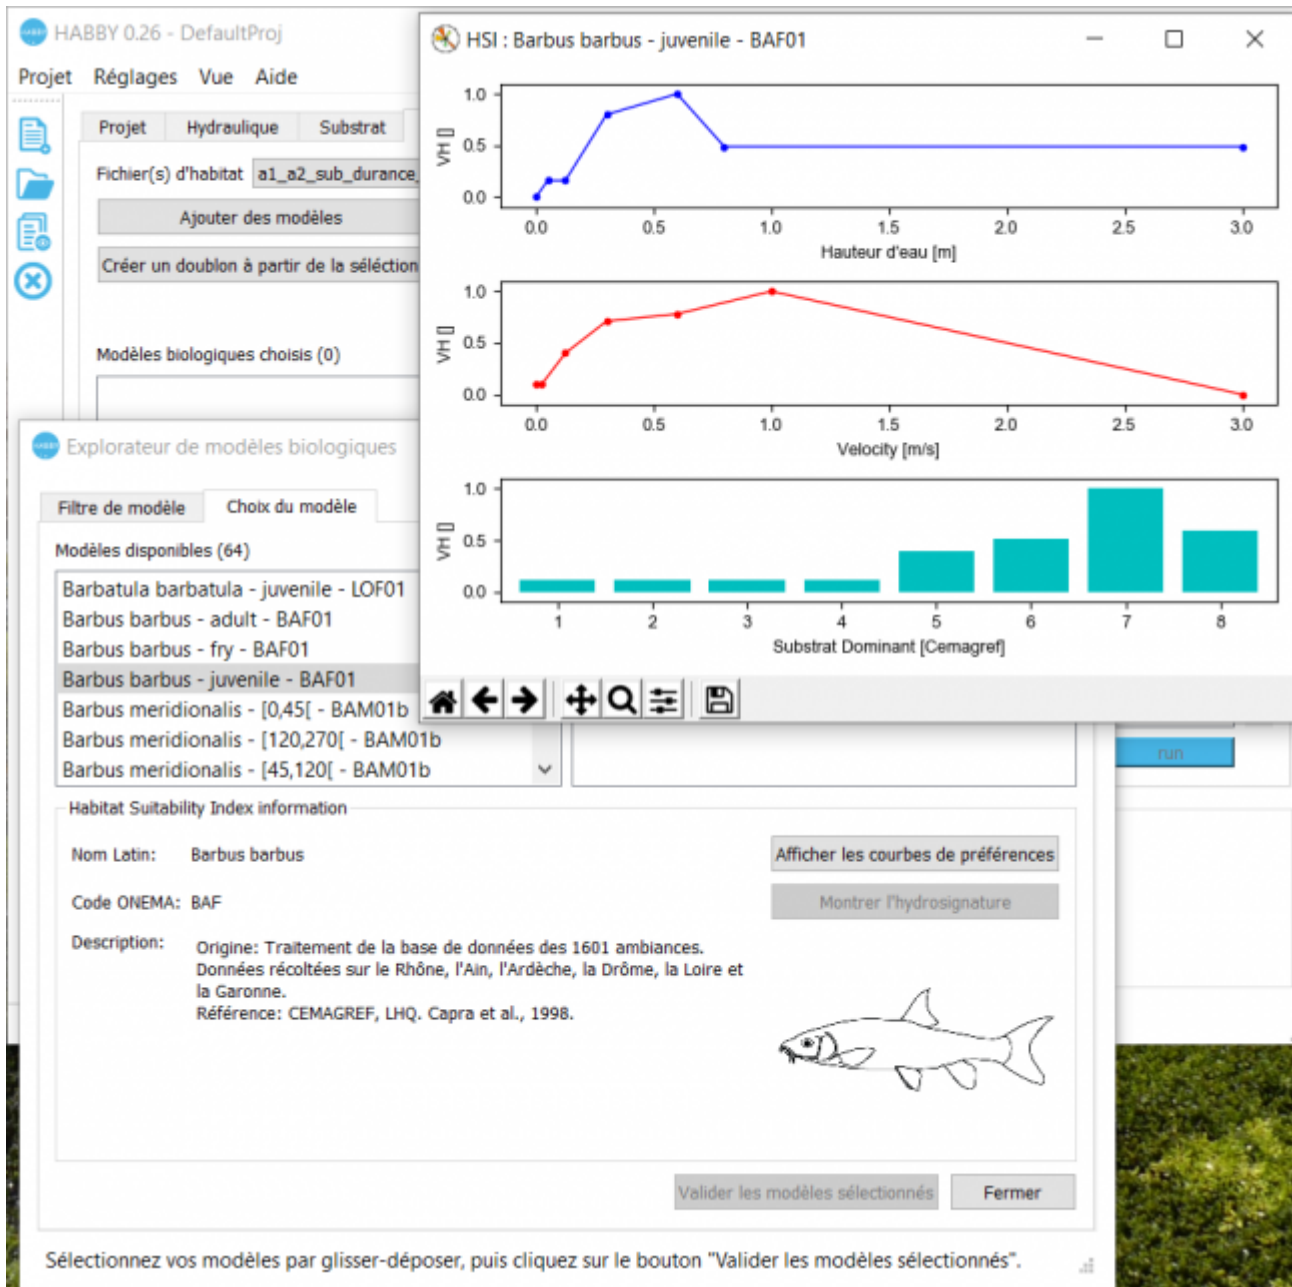 HABBY 0.26 - DefaultProj
Projet Réglages Vue Aide
Projet Hydraulique Substrat
Fichier(s) d'habitat a1_a2_sub_durance_
Ajouter des modèles
Créer un doublon à partir de la séléction
Modèles biologiques choisis (0)
HSI : Barbus barbus - juvenile - BAF01
1.0
0.5
0.0
VH []
0.0 0.5 1.0 1.5 2.0 2.5 3.0
Hauteur d'eau [m]
1.0
0.5
0.0
VH []
0.0 0.5 1.0 1.5 2.0 2.5 3.0
Velocity [m/s]
1.0
0.5
0.0
VH []
1 2 3 4 5 6 7 8
Substrat Dominant [Cemagref]
run
HABBY Explorateur de modèles biologiques
Filtre de modèle Choix du modèle
Modèles disponibles (64)
Barbatula barbatula - juvenile - LOF01
Barbus barbus - adult - BAF01
Barbus barbus - fry - BAF01
Barbus barbus - juvenile - BAF01
Barbus meridionalis - [0,45[ - BAM01b
Barbus meridionalis - [120,270[ - BAM01b
Barbus meridionalis - [45,120[ - BAM01b
Habitat Suitability Index information
Nom Latin: Barbus barbus
Afficher les courbes de préférences
Code ONEMA: BAF
Montrer l'hydrosignature
Description: Origine: Traitement de la base de données des 1601 ambiances.
Données récoltées sur le Rhône, l'Ain, l'Ardèche, la Drôme, la Loire et
la Garonne.
Référence: CEMAGREF, LHQ. Capra et al., 1998.
Valider les modèles sélectionnés Fermer
Sélectionnez vos modèles par glisser-déposer, puis cliquez sur le bouton "Valider les modèles sélectionnés".